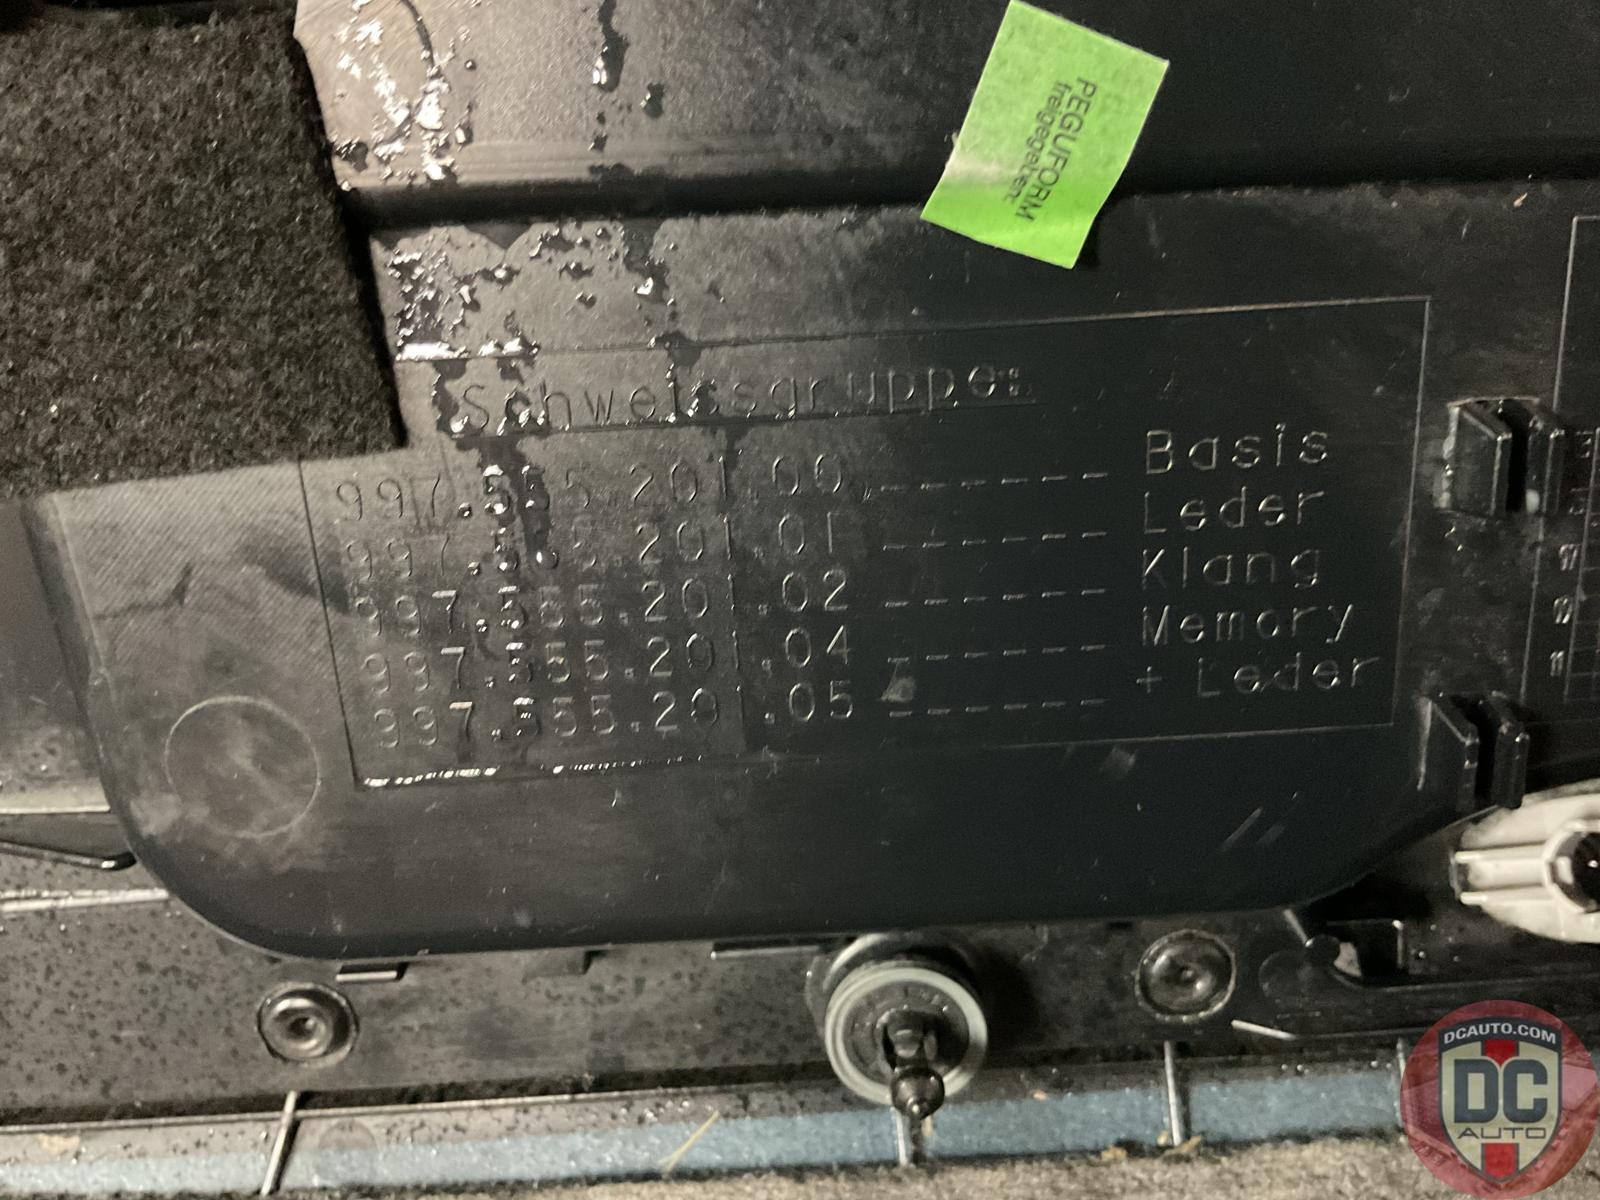 PEGUFORM
freigegeben
Schweissgruppen
997.555.201.00.------ Basis
997.555.201.01 ------ Leder
997.555.201.02 ------ Klang
997.555.201.04 ------ Memory
997.555.201.05 ------ + Leder
DCAUTO.COM
DC
AUTO